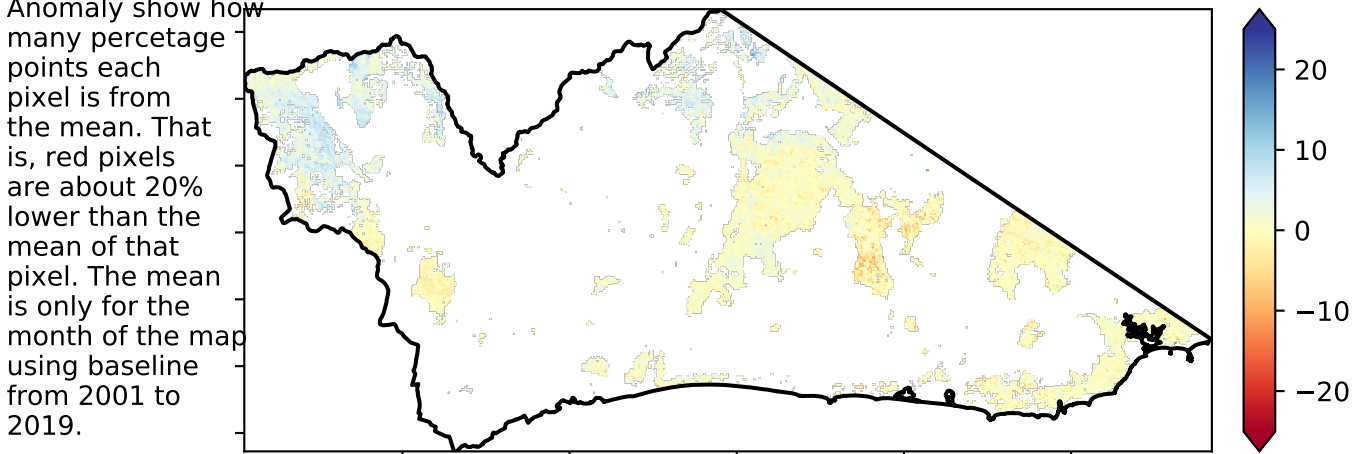 Anomaly show how
many percetage
points each
pixel is from
the mean. That
is, red pixels
are about 20%
lower than the
mean of that
pixel. The mean
is only for the
month of the map
using baseline
from 2001 to
2019.
20
10
0
−10
−20